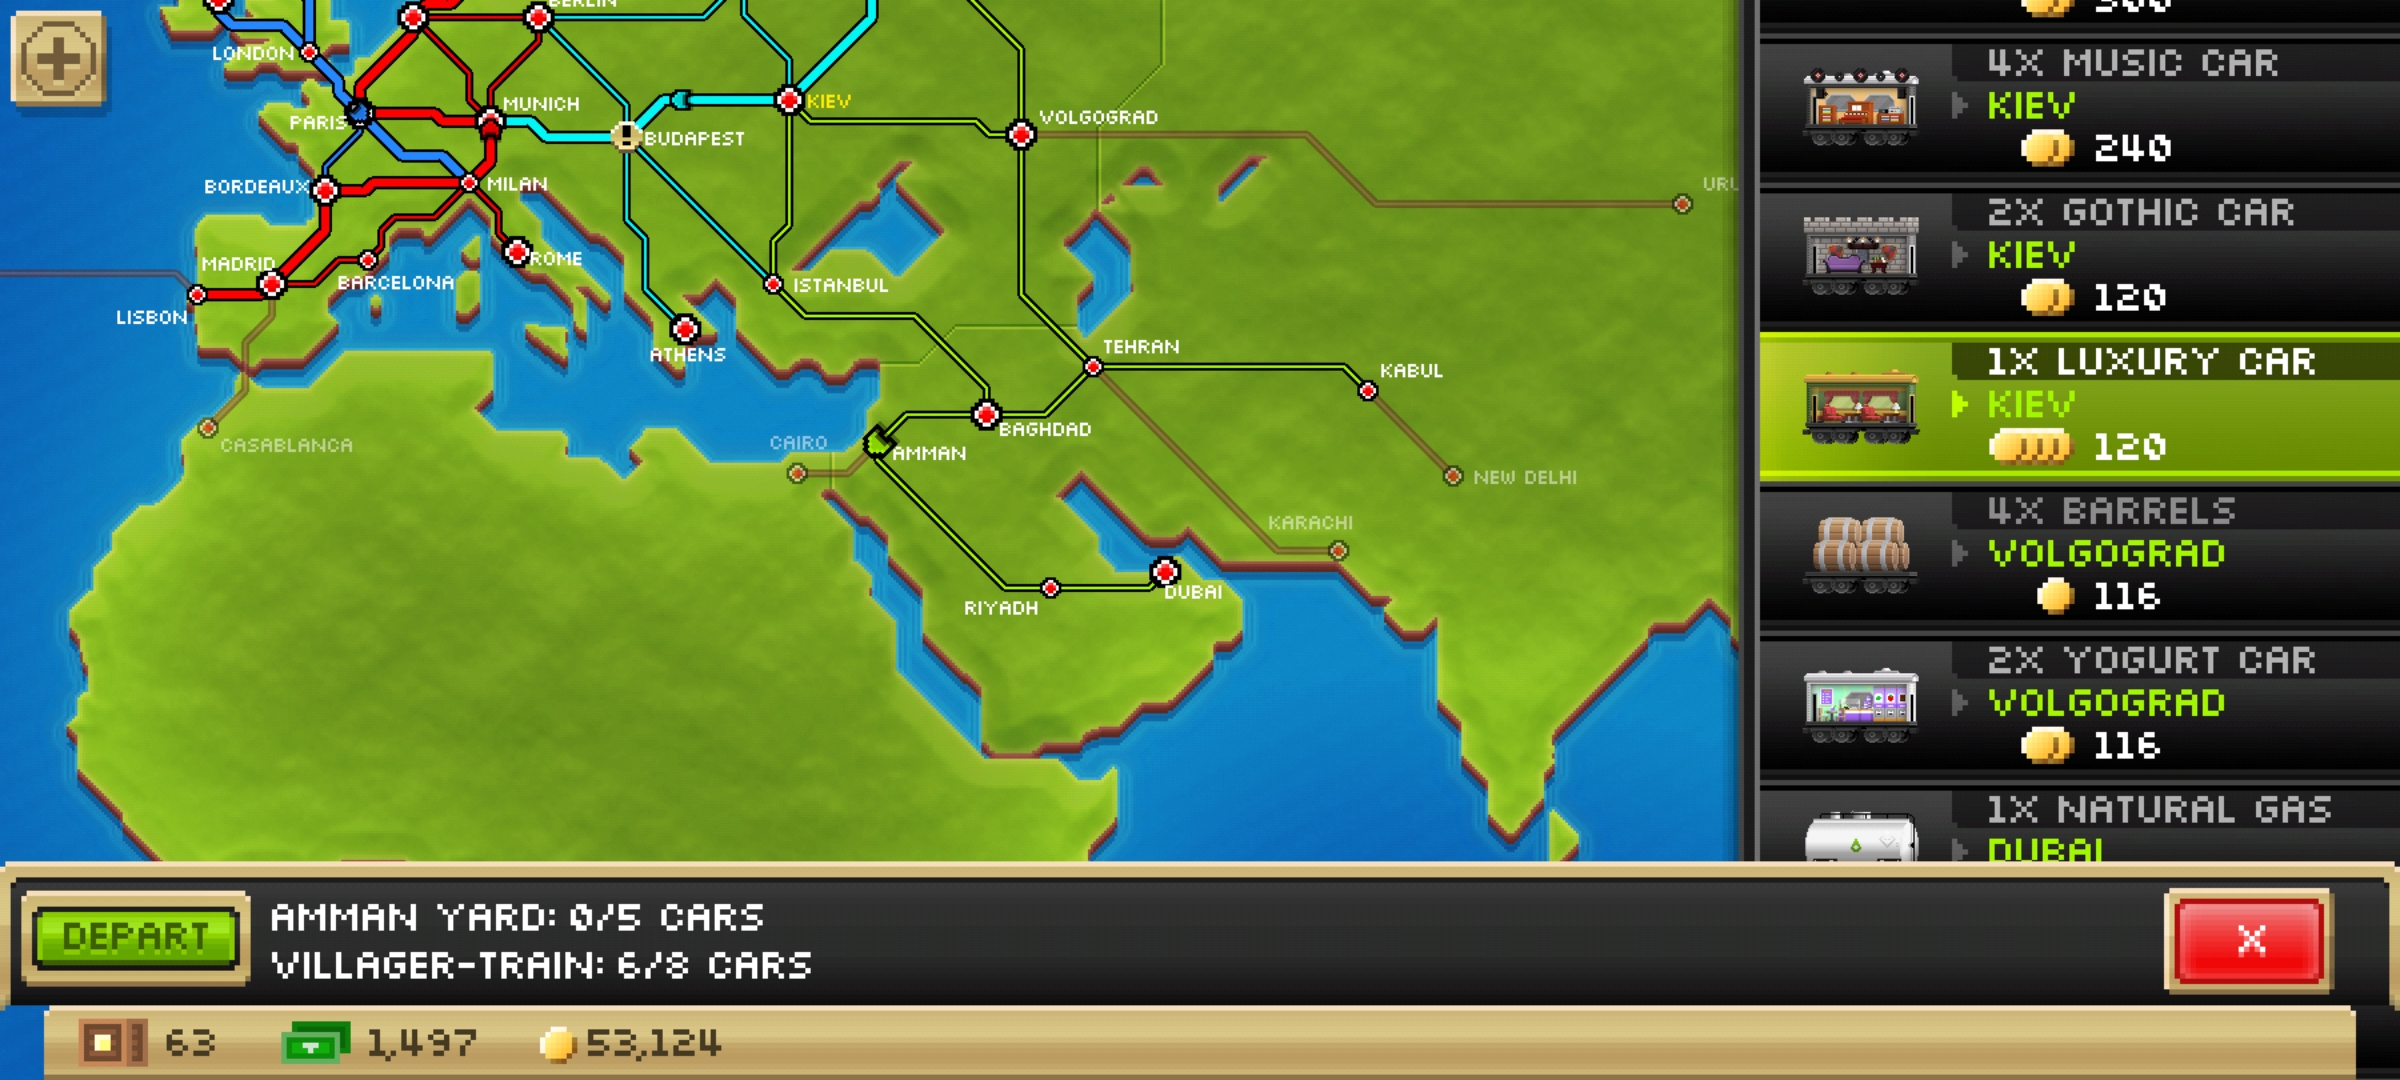 BERLIN
LONDON
PARIS
MUNICH
BUDAPEST
KIEV
VOLGOGRAD
BORDEAUX
MILAN
MADRID
BARCELONA
ROME
LISBON
ISTANBUL
ATHENS
TEHRAN
KABUL
CASABLANCA
CAIRO
AMMAN
BAGHDAD
NEW DELHI
KARACHI
RIYADH
DUBAI
300
4X MUSIC CAR
KIEV
240
2X GOTHIC CAR
KIEV
120
1X LUXURY CAR
KIEV
120
4X BARRELS
VOLGOGRAD
116
2X YOGURT CAR
VOLGOGRAD
116
1X NATURAL GAS
DUBAI
DEPART
AMMAN YARD: 0/5 CARS
VILLAGER-TRAIN: 6/8 CARS
X
63
1,497
53,124